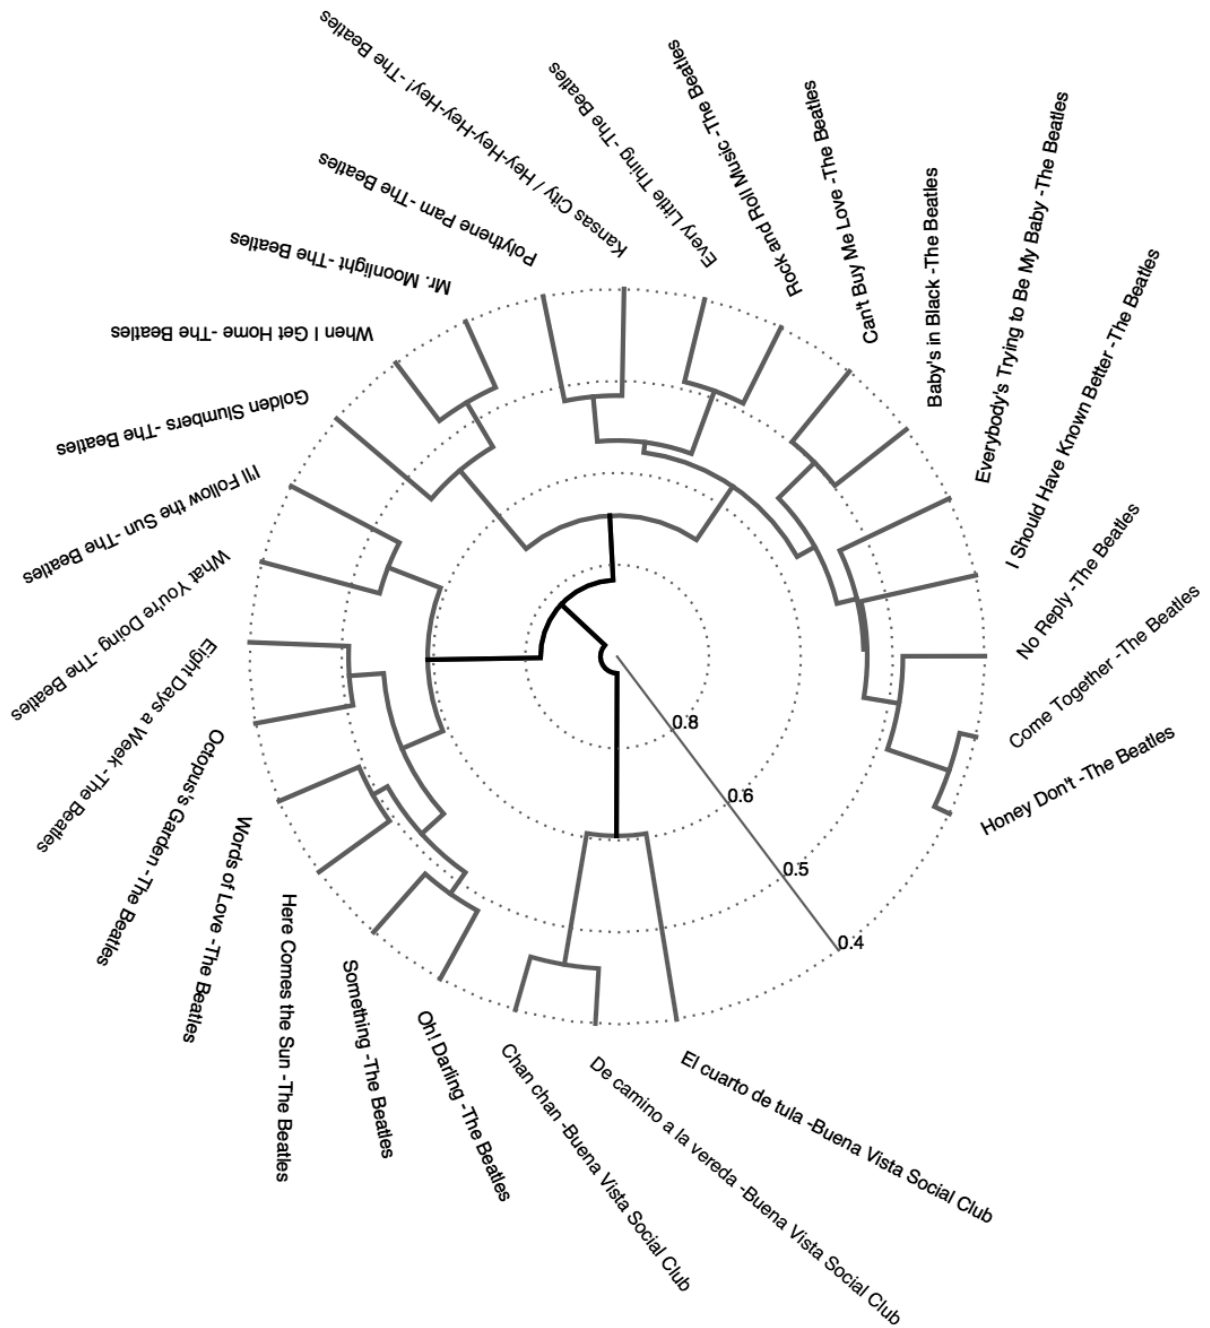 Kansas City / Hey-Hey-Hey-Hey! -The Beatles
Every Little Thing -The Beatles
Rock and Roll Music -The Beatles
Can't Buy Me Love -The Beatles
Baby's in Black -The Beatles
Everybody's Trying to Be My Baby -The Beatles
I Should Have Known Better -The Beatles
No Reply -The Beatles
Come Together -The Beatles
Honey Don't -The Beatles
El cuarto de tula -Buena Vista Social Club
De camino a la vereda -Buena Vista Social Club
Chan chan -Buena Vista Social Club
Oh! Darling -The Beatles
Something -The Beatles
Here Comes the Sun -The Beatles
Words of Love -The Beatles
Octopus's Garden -The Beatles
Eight Days a Week -The Beatles
What You're Doing -The Beatles
I'll Follow the Sun -The Beatles
Golden Slumbers -The Beatles
When I Get Home -The Beatles
Mr. Moonlight -The Beatles
Polythene Pam -The Beatles
0.8
0.6
0.5
0.4